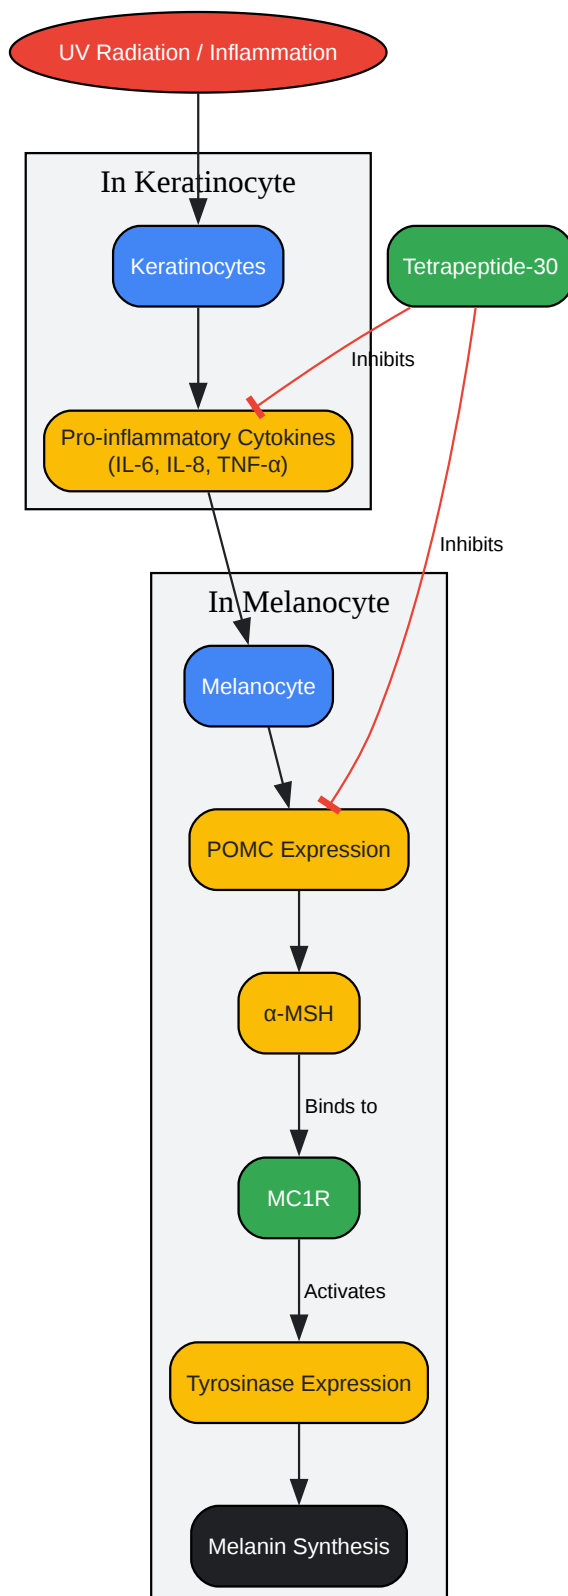 UV Radiation / Inflammation
In Keratinocyte
Keratinocytes
Tetrapeptide-30
Inhibits
Pro-inflammatory Cytokines
(IL-6, IL-8, TNF-α)
Inhibits
In Melanocyte
Melanocyte
POMC Expression
α-MSH
Binds to
MC1R
Activates
Tyrosinase Expression
Melanin Synthesis